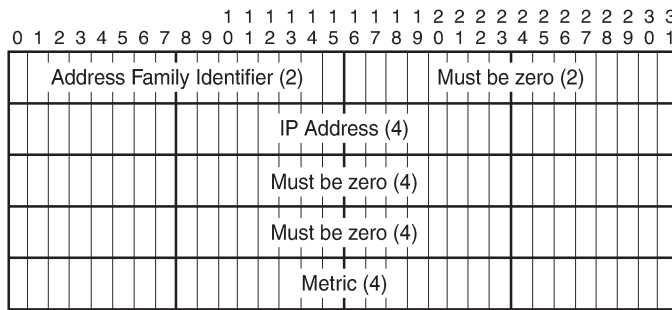 1 1 1 1 1 1 1 1 1 1 2 2 2 2 2 2 2 2 2 2 3 3
0 1 2 3 4 5 6 7 8 9 0 1 2 3 4 5 6 7 8 9 0 1 2 3 4 5 6 7 8 9 0 1
Address Family Identifier (2) Must be zero (2)
IP Address (4)
Must be zero (4)
Must be zero (4)
Metric (4)